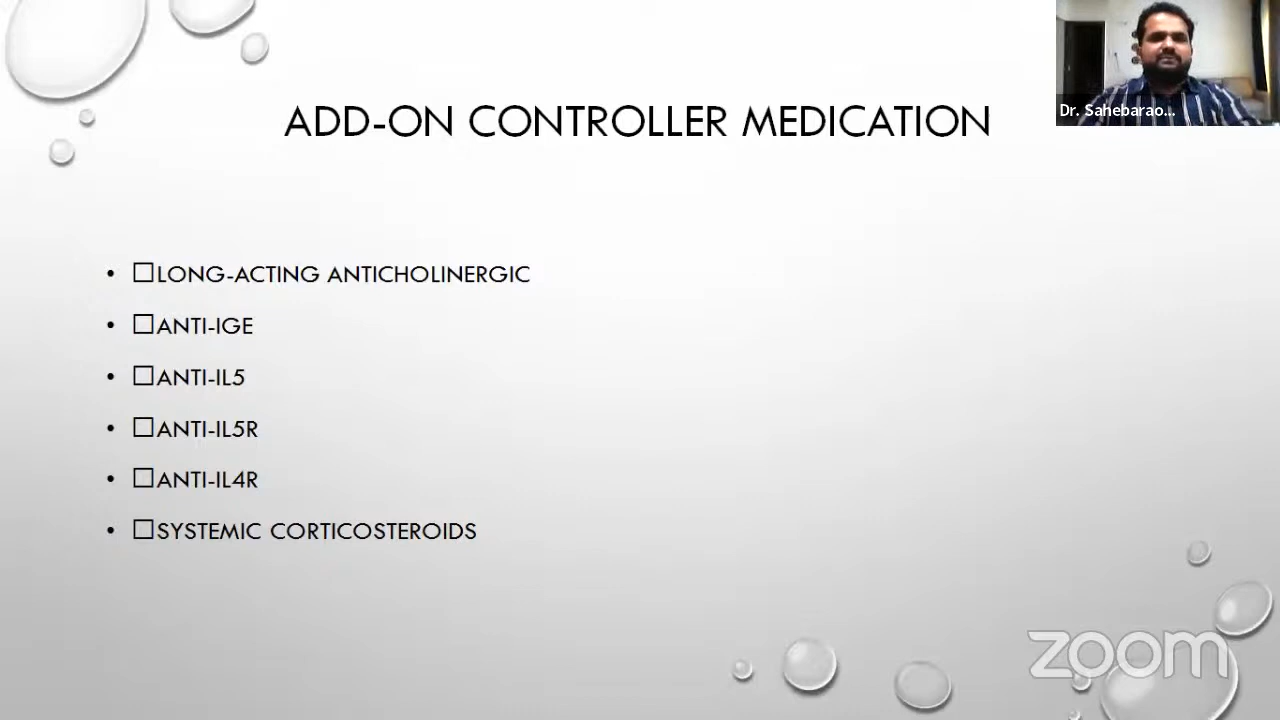 Dr. Sahebarao...
ADD-ON CONTROLLER MEDICATION
• ☐LONG-ACTING ANTICHOLINERGIC
• ☐ANTI-IGE
• ☐ANTI-IL5
• ☐ANTI-IL5R
• ☐ANTI-IL4R
• ☐SYSTEMIC CORTICOSTEROIDS
zoom